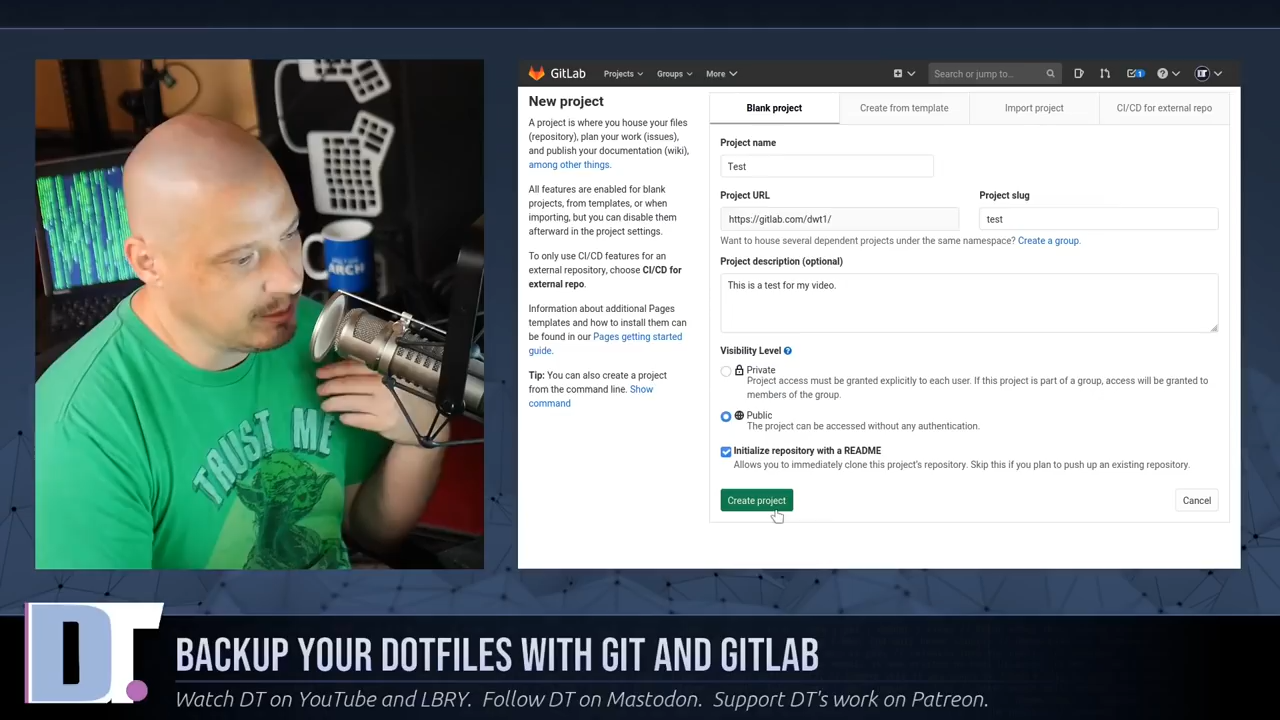 TRUST ME
ARCH
GitLab
Projects
Groups
More
Search or jump to...
1
DT
New project
A project is where you house your files
(repository), plan your work (issues),
and publish your documentation (wiki),
among other things.
All features are enabled for blank
projects, from templates, or when
importing, but you can disable them
afterward in the project settings.
To only use CI/CD features for an
external repository, choose CI/CD for
external repo.
Information about additional Pages
templates and how to install them can
be found in our Pages getting started
guide.
Tip: You can also create a project
from the command line. Show
command
Blank project
Create from template
Import project
CI/CD for external repo
Project name
Test
Project URL
Project slug
https://gitlab.com/dwt1/
test
Want to house several dependent projects under the same namespace? Create a group.
Project description (optional)
This is a test for my video.
Visibility Level
Private
Project access must be granted explicitly to each user. If this project is part of a group, access will be granted to
members of the group.
Public
The project can be accessed without any authentication.
Initialize repository with a README
Allows you to immediately clone this project's repository. Skip this if you plan to push up an existing repository.
Create project
Cancel
DT.
BACKUP YOUR DOTFILES WITH GIT AND GITLAB
Watch DT on YouTube and LBRY. Follow DT on Mastodon. Support DT's work on Patreon.